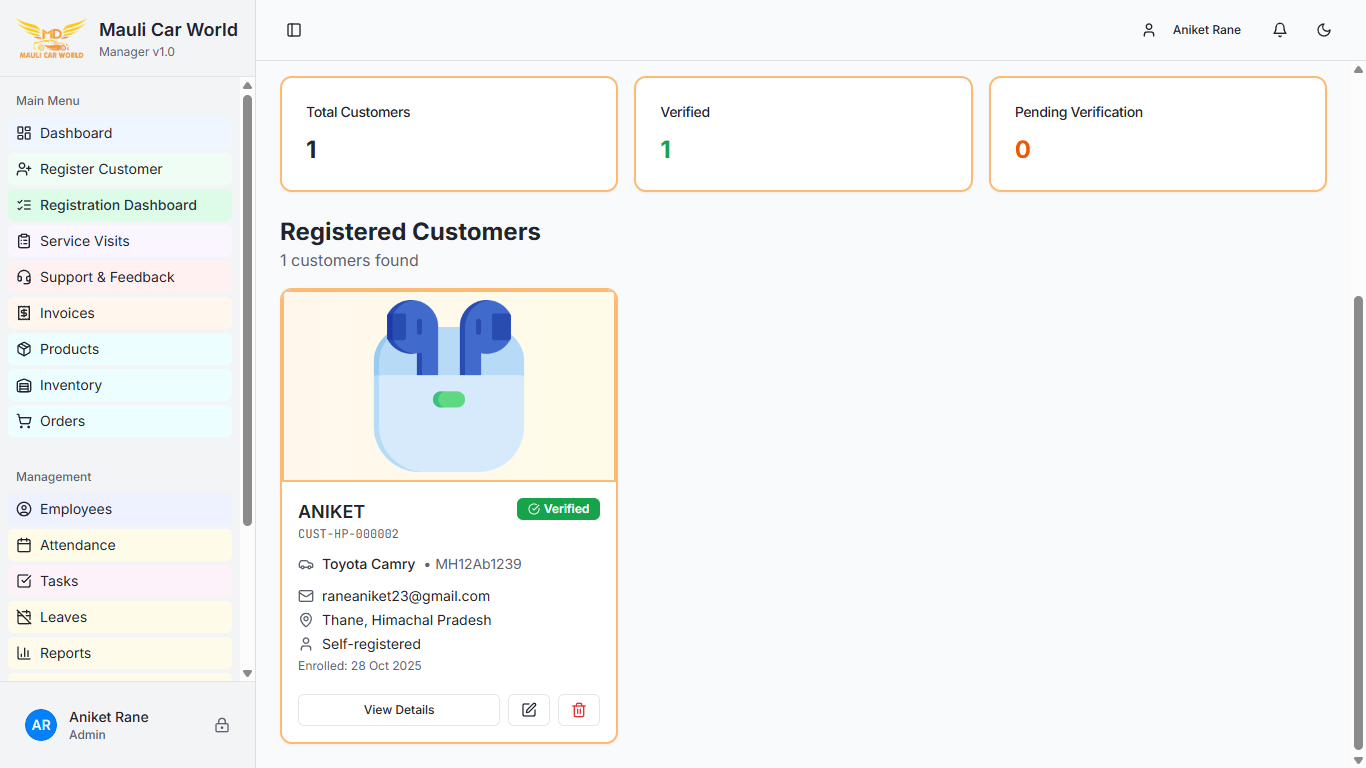 MD
MAULI CAR WORLD
Mauli Car World
Manager v1.0
Aniket Rane
Main Menu
Dashboard
Register Customer
Registration Dashboard
Service Visits
Support & Feedback
Invoices
Products
Inventory
Orders
Management
Employees
Attendance
Tasks
Leaves
Reports
AR
Aniket Rane
Admin
Total Customers
1
Verified
1
Pending Verification
0
Registered Customers
1 customers found
ANIKET
Verified
CUST-HP-000002
Toyota Camry • MH12Ab1239
raneaniket23@gmail.com
Thane, Himachal Pradesh
Self-registered
Enrolled: 28 Oct 2025
View Details